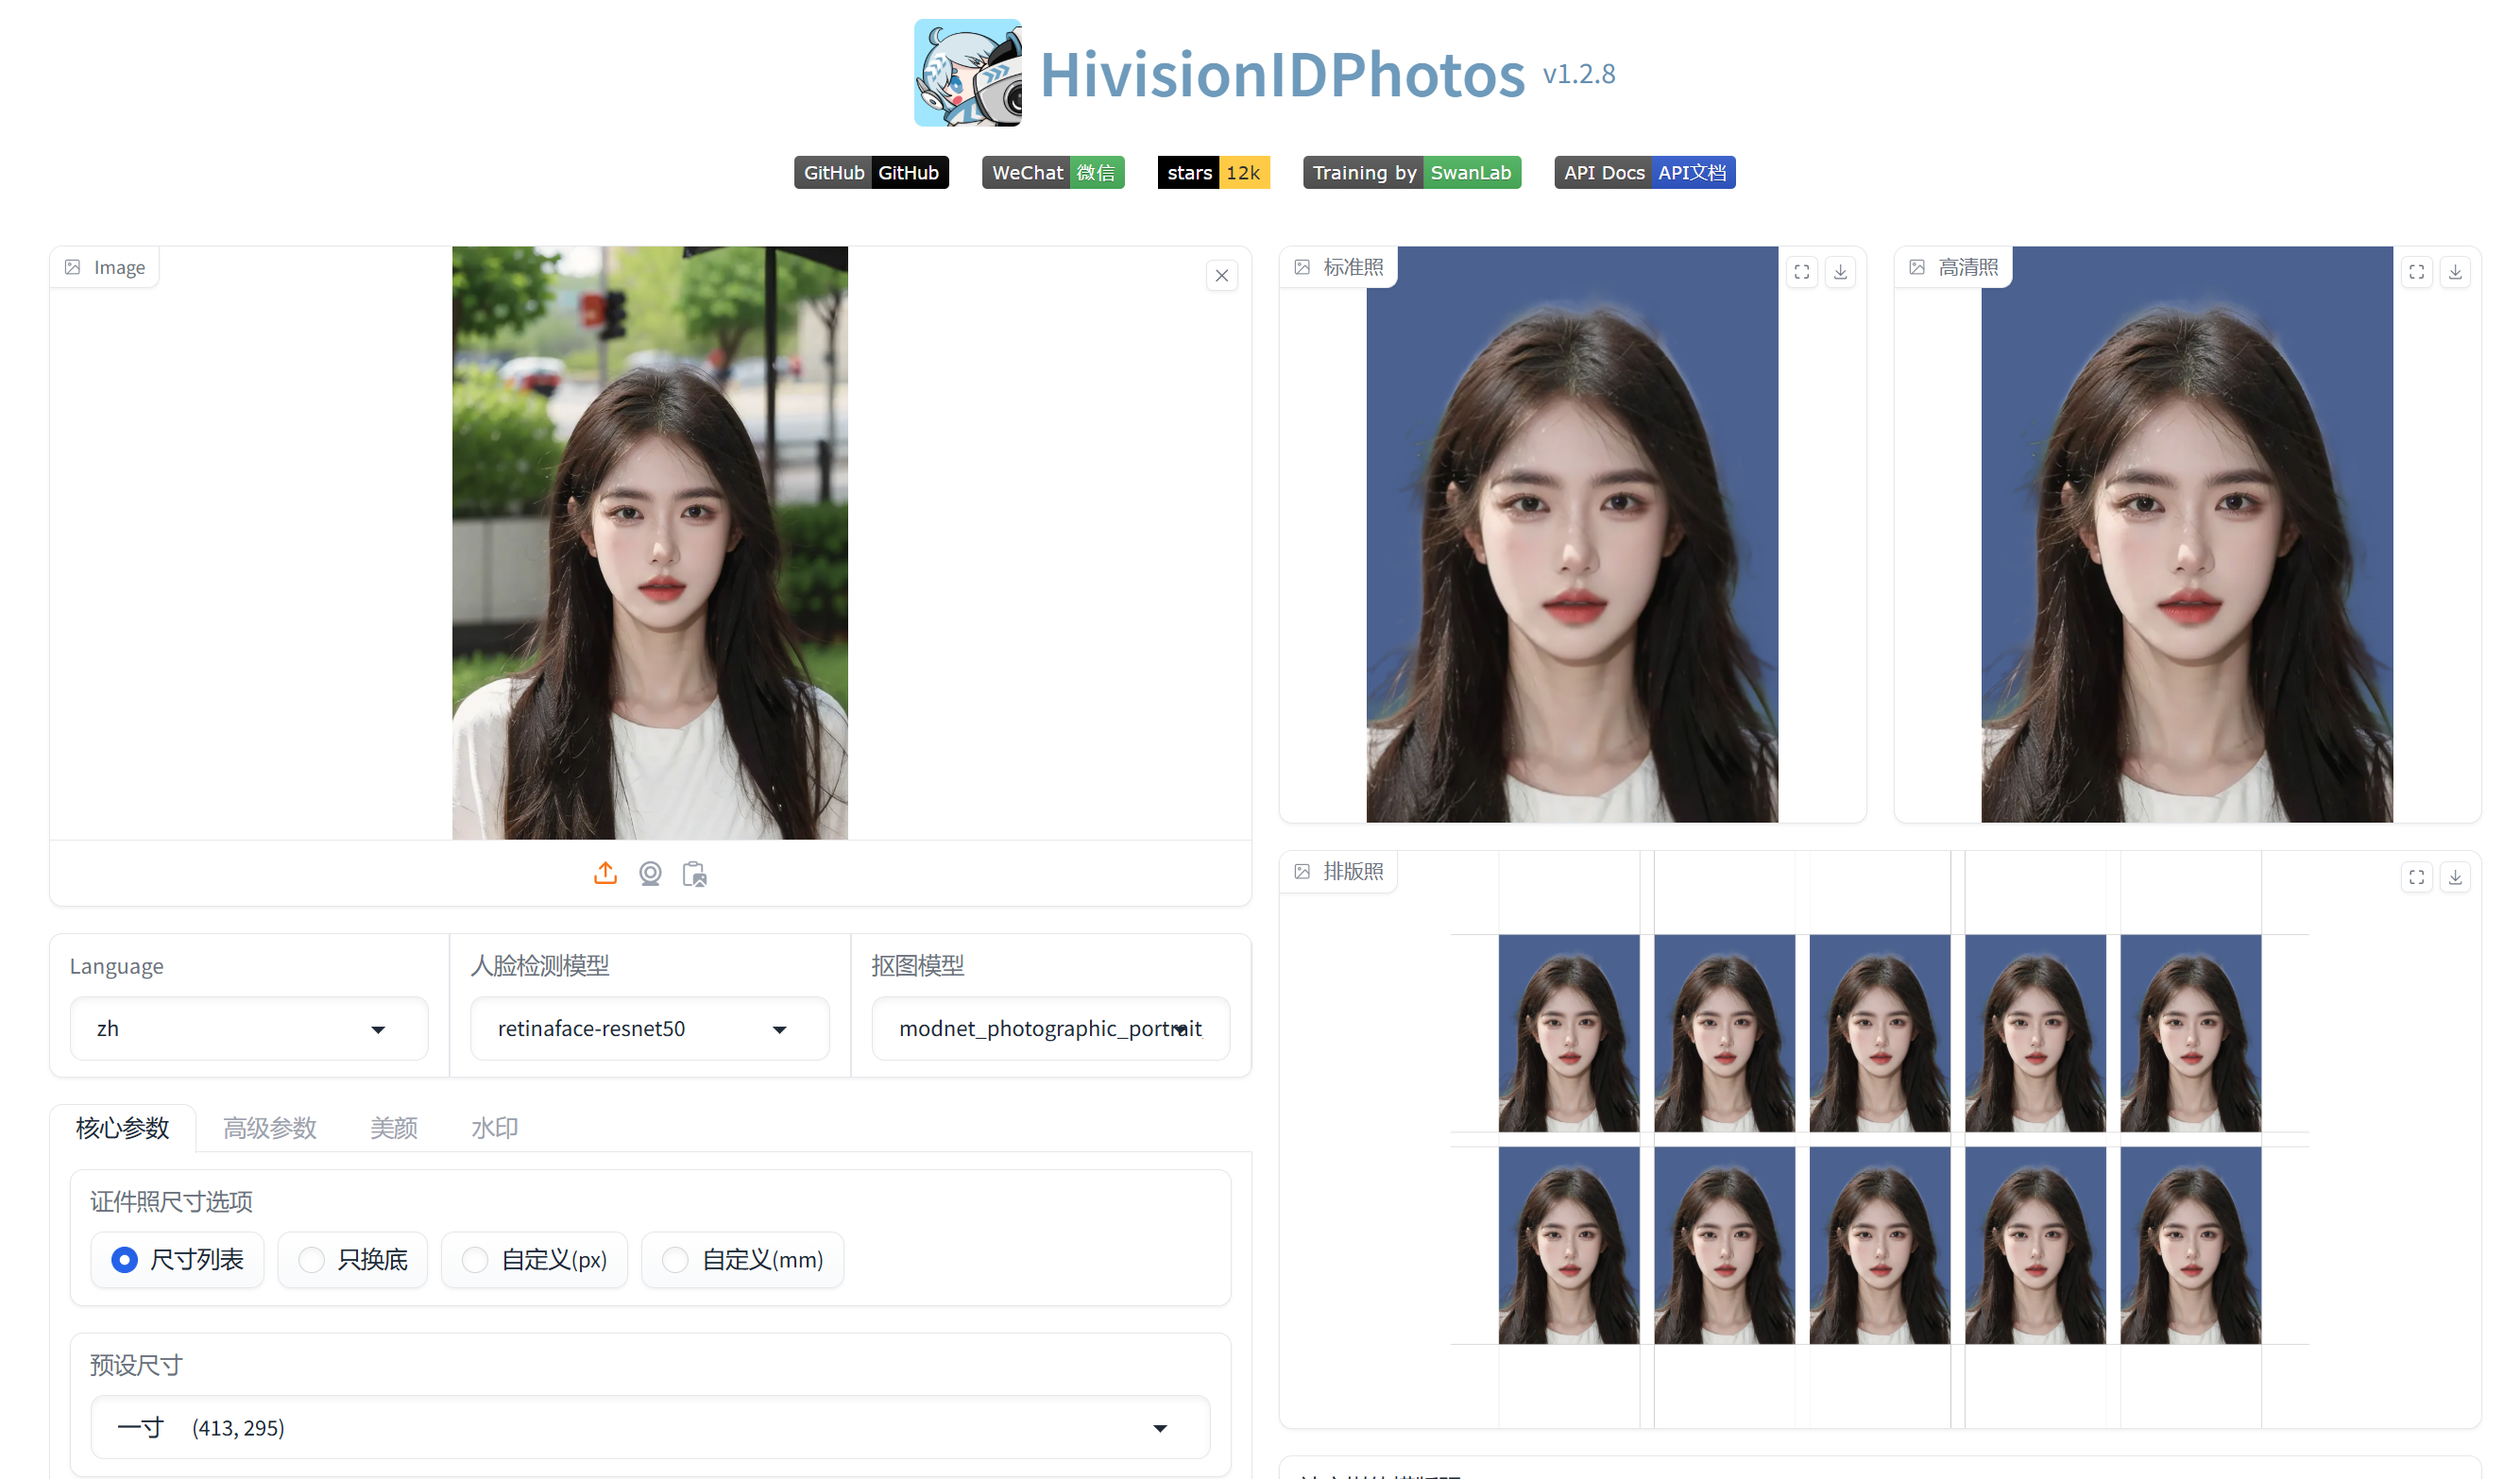 HivisionIDPhotos v1.2.8
GitHub GitHub
WeChat 微信
stars 12k
Training by SwanLab
API Docs API文档
Image
标准照
高清照
排版照
Language
zh
人脸检测模型
retinaface-resnet50
抠图模型
modnet_photographic_portrait
核心参数
高级参数
美颜
水印
证件照尺寸选项
尺寸列表
只换底
自定义(px)
自定义(mm)
预设尺寸
一寸 (413, 295)